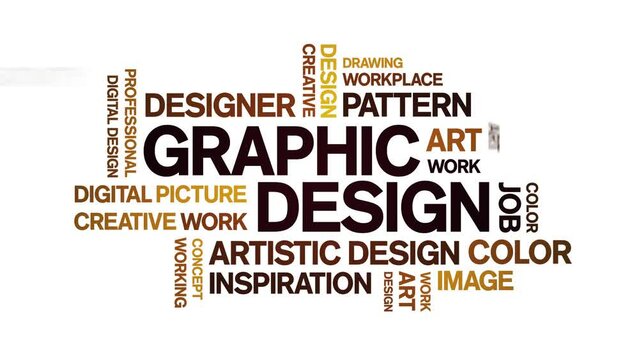 PROFESSIONAL
DIGITAL DESIGN
CREATIVE
DESIGN
DRAWING
WORKPLACE
DESIGNER
PATTERN
GRAPHIC
ART
WORK
DIGITAL PICTURE
DESIGN
JOB
COLOR
CREATIVE WORK
WORKING
CONCEPT
ARTISTIC DESIGN
COLOR
INSPIRATION
DESIGN
ART
WORK
IMAGE